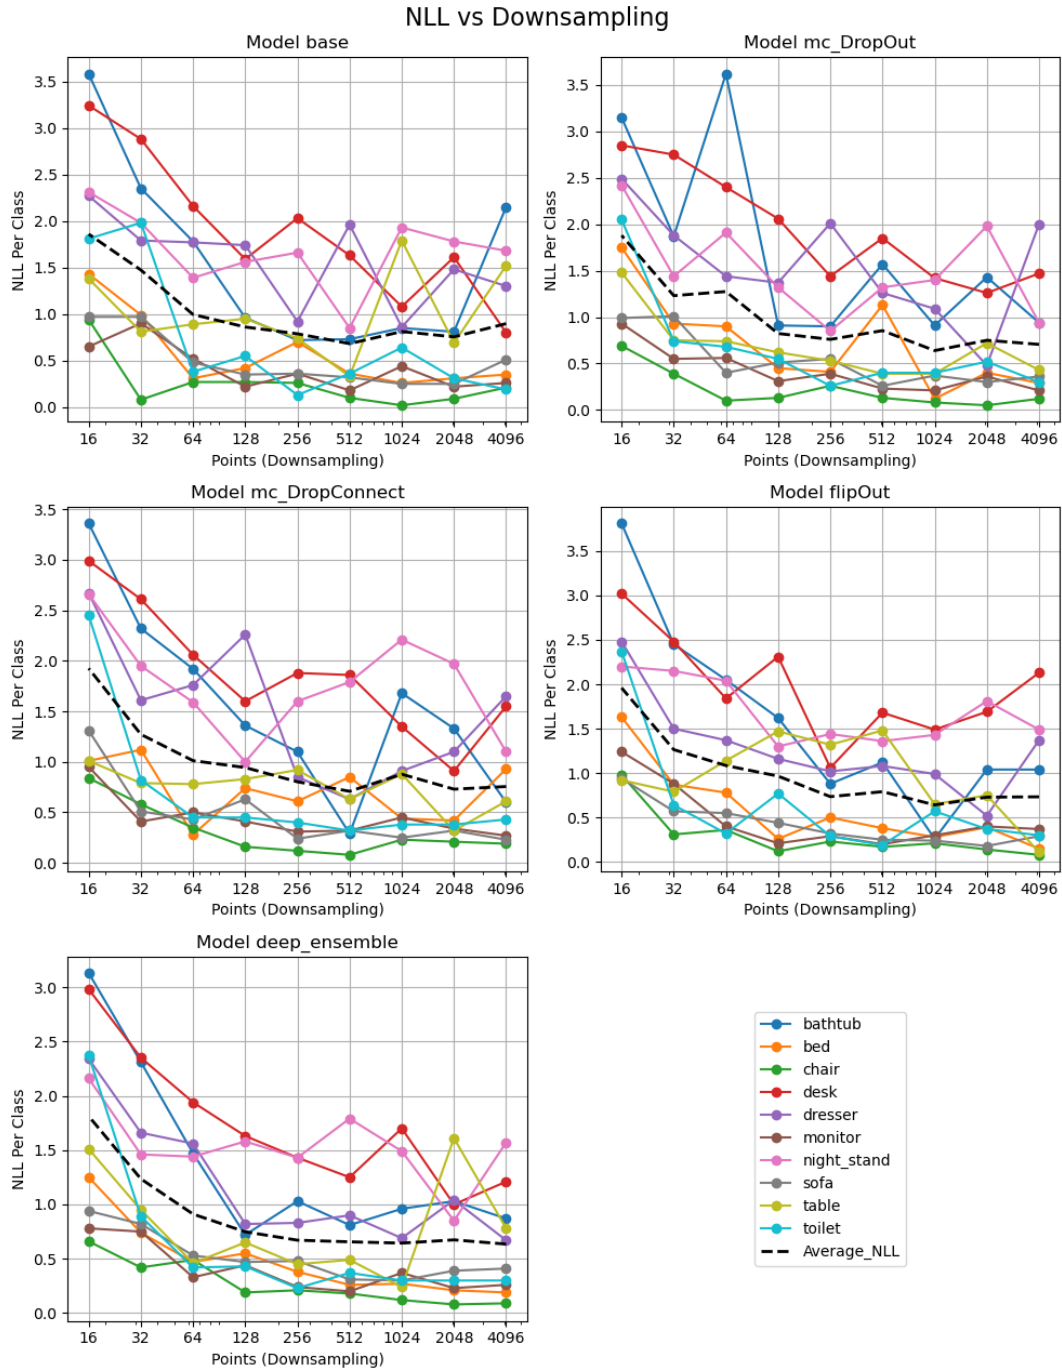 NLL vs Downsampling
Model base
NLL Per Class
3.5
3.0
2.5
2.0
1.5
1.0
0.5
0.0
16 32 64 128 256 512 1024 2048 4096
Points (Downsampling)
Model mc_DropOut
NLL Per Class
3.5
3.0
2.5
2.0
1.5
1.0
0.5
0.0
16 32 64 128 256 512 1024 2048 4096
Points (Downsampling)
Model mc_DropConnect
NLL Per Class
3.5
3.0
2.5
2.0
1.5
1.0
0.5
0.0
16 32 64 128 256 512 1024 2048 4096
Points (Downsampling)
Model flipOut
NLL Per Class
3.5
3.0
2.5
2.0
1.5
1.0
0.5
0.0
16 32 64 128 256 512 1024 2048 4096
Points (Downsampling)
Model deep_ensemble
NLL Per Class
3.0
2.5
2.0
1.5
1.0
0.5
0.0
16 32 64 128 256 512 1024 2048 4096
Points (Downsampling)
bathtub
bed
chair
desk
dresser
monitor
night_stand
sofa
table
toilet
Average_NLL